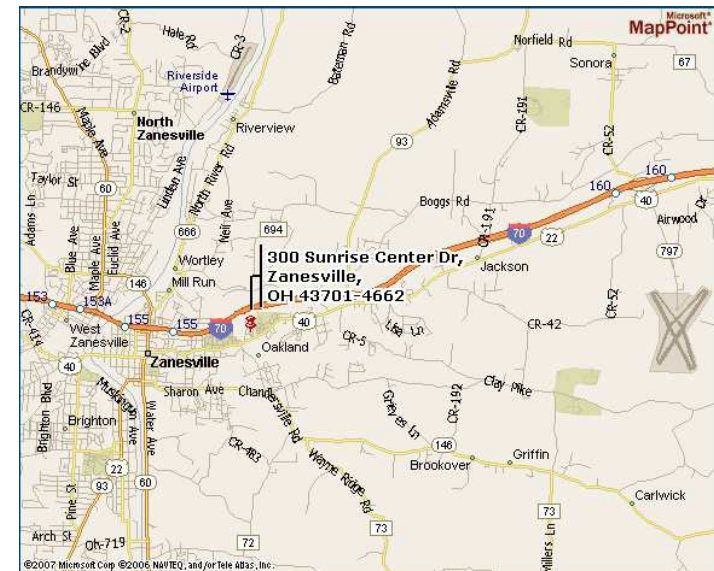 Microsoft®
MapPoint®
Hale Rd
CR-2
CR-3
Bateman Rd
Norfield Rd
Sonora
67
Brandywine Blvd
Riverside
Airport
Adamsville Rd
CR-191
CR-146
Maple Ave
North
Zanesville
Riverview
93
CR-52
Linden Ave
North River Rd
Taylor St
60
Boggs Rd
160
160
40
Adams Ln
Neir Ave
694
CR-191
Airwood Dr
666
70
22
797
Blue Ave
Maple Ave
Euclid Ave
Wortley
300 Sunrise Center Dr,
Zanesville,
OH 43701-4662
Jackson
146
Mill Run
153
153A
155
155
70
40
Lisa Ln
CR-42
CR-52
CR-414
West
Zanesville
CR-5
Zanesville
Oakland
40
Clay Pike
Muskingum Ave
Sharon Ave
Chandlersville Rd
Grieves Ln
CR-192
Brighton Blvd
Brighton
Water Ave
CR-483
146
Griffin
Brookover
22
Wayne Ridge Rd
93
60
Carlwick
Pine St
73
73
Arch St
Oh-719
72
Villers Ln
©2007 Microsoft Corp ©2006 NAVTEQ, and/or Tele Atlas, Inc.